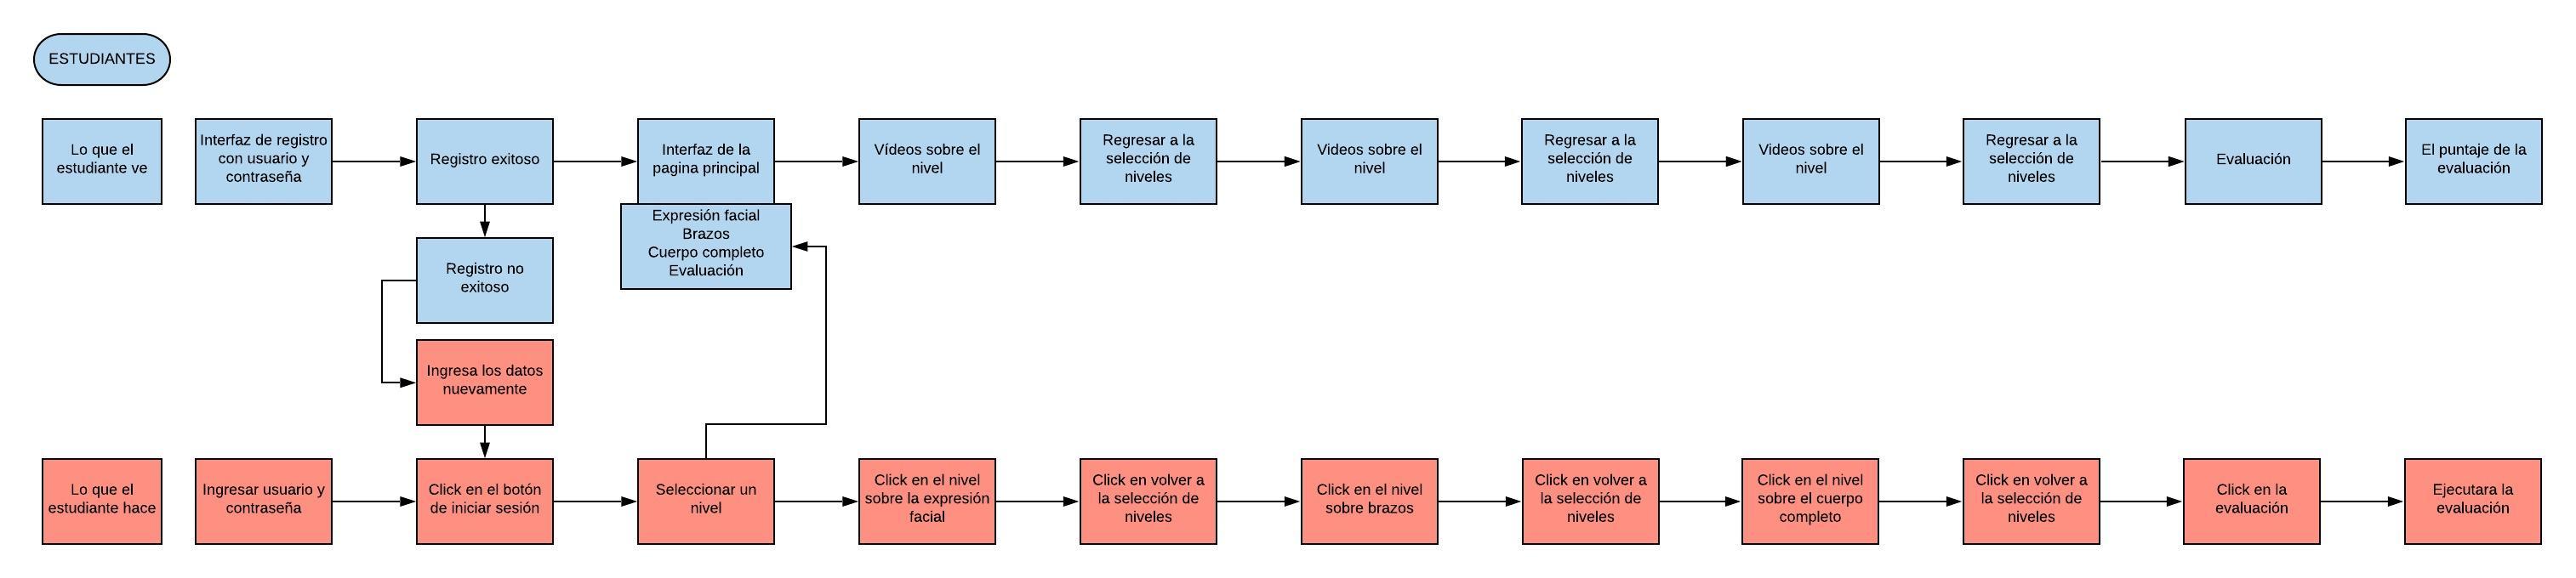 ESTUDIANTES
Lo que el
estudiante ve
Interfaz de registro
con usuario y
contraseña
Registro exitoso
Interfaz de la
pagina principal
Vídeos sobre el
nivel
Regresar a la
selección de
niveles
Videos sobre el
nivel
Regresar a la
selección de
niveles
Videos sobre el
nivel
Regresar a la
selección de
niveles
Evaluación
El puntaje de la
evaluación
Expresión facial
Brazos
Cuerpo completo
Evaluación
Registro no
exitoso
Ingresa los datos
nuevamente
Lo que el
estudiante hace
Ingresar usuario y
contraseña
Click en el botón
de iniciar sesión
Seleccionar un
nivel
Click en el nivel
sobre la expresión
facial
Click en volver a
la selección de
niveles
Click en el nivel
sobre brazos
Click en volver a
la selección de
niveles
Click en el nivel
sobre el cuerpo
completo
Click en volver a
la selección de
niveles
Click en la
evaluación
Ejecutara la
evaluación